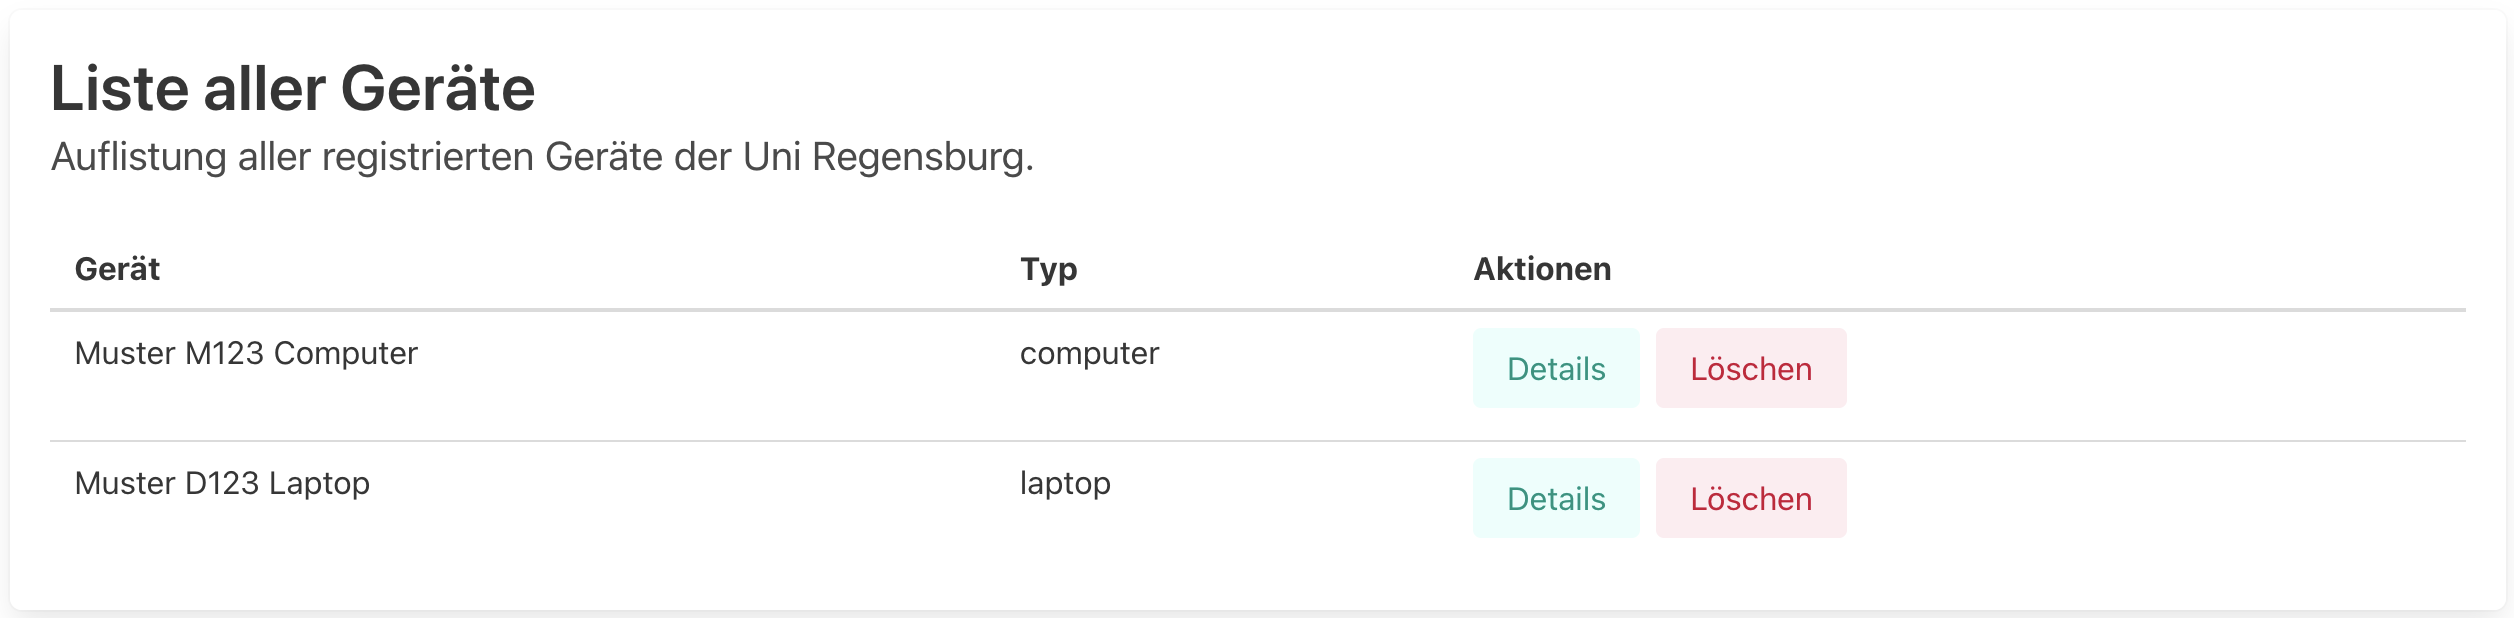 Liste aller Geräte
Auflistung aller registrierten Geräte der Uni Regensburg.
Gerät Typ Aktionen
Muster M123 Computer computer Details Löschen
Muster D123 Laptop laptop Details Löschen